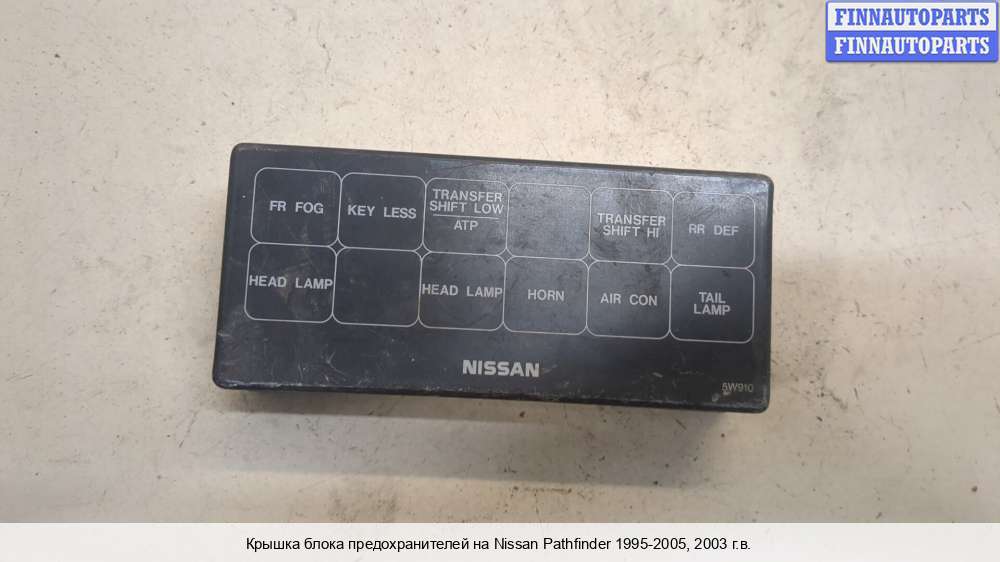 FINNAUTOPARTS
FINNAUTOPARTS
FR FOG
KEY LESS
TRANSFER
SHIFT LOW
ATP
TRANSFER
SHIFT HI
RR DEF
HEAD LAMP
HEAD LAMP
HORN
AIR CON
TAIL
LAMP
NISSAN
5W910
Крышка блока предохранителей на Nissan Pathfinder 1995-2005, 2003 г.в.